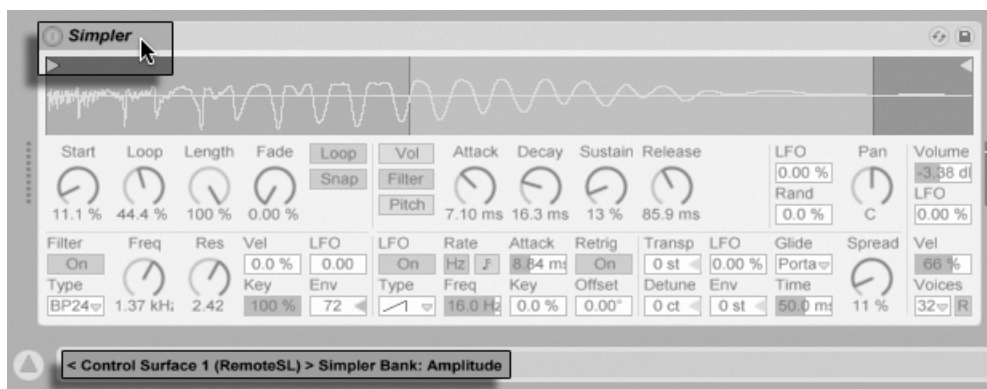 Simpler
Start Loop Length Fade Loop Vol Attack Decay Sustain Release LFO Pan Volume
Snap Filter 0.00 % -3.38 dl
Pitch Rand LFO
11.1 % 44.4 % 100 % 0.00 % 7.10 ms 16.3 ms 13 % 85.9 ms 0.0 % C 0.00 %
Filter Freq Res Vel LFO LFO Rate Attack Retrig Transp LFO Glide Spread Vel
On 0.0 % 0.00 On Hz 8.84 ms On 0 st 0.00 % Porta 66 %
Type Key Env Type Freq Key Offset Detune Env Time Voices
BP24 1.37 kHz 2.42 100 % 72 16.0 Hz 0.0 % 0.00° 0 ct 0 st 50.0 ms 11 % 32 R
< Control Surface 1 (RemoteSL) > Simpler Bank: Amplitude